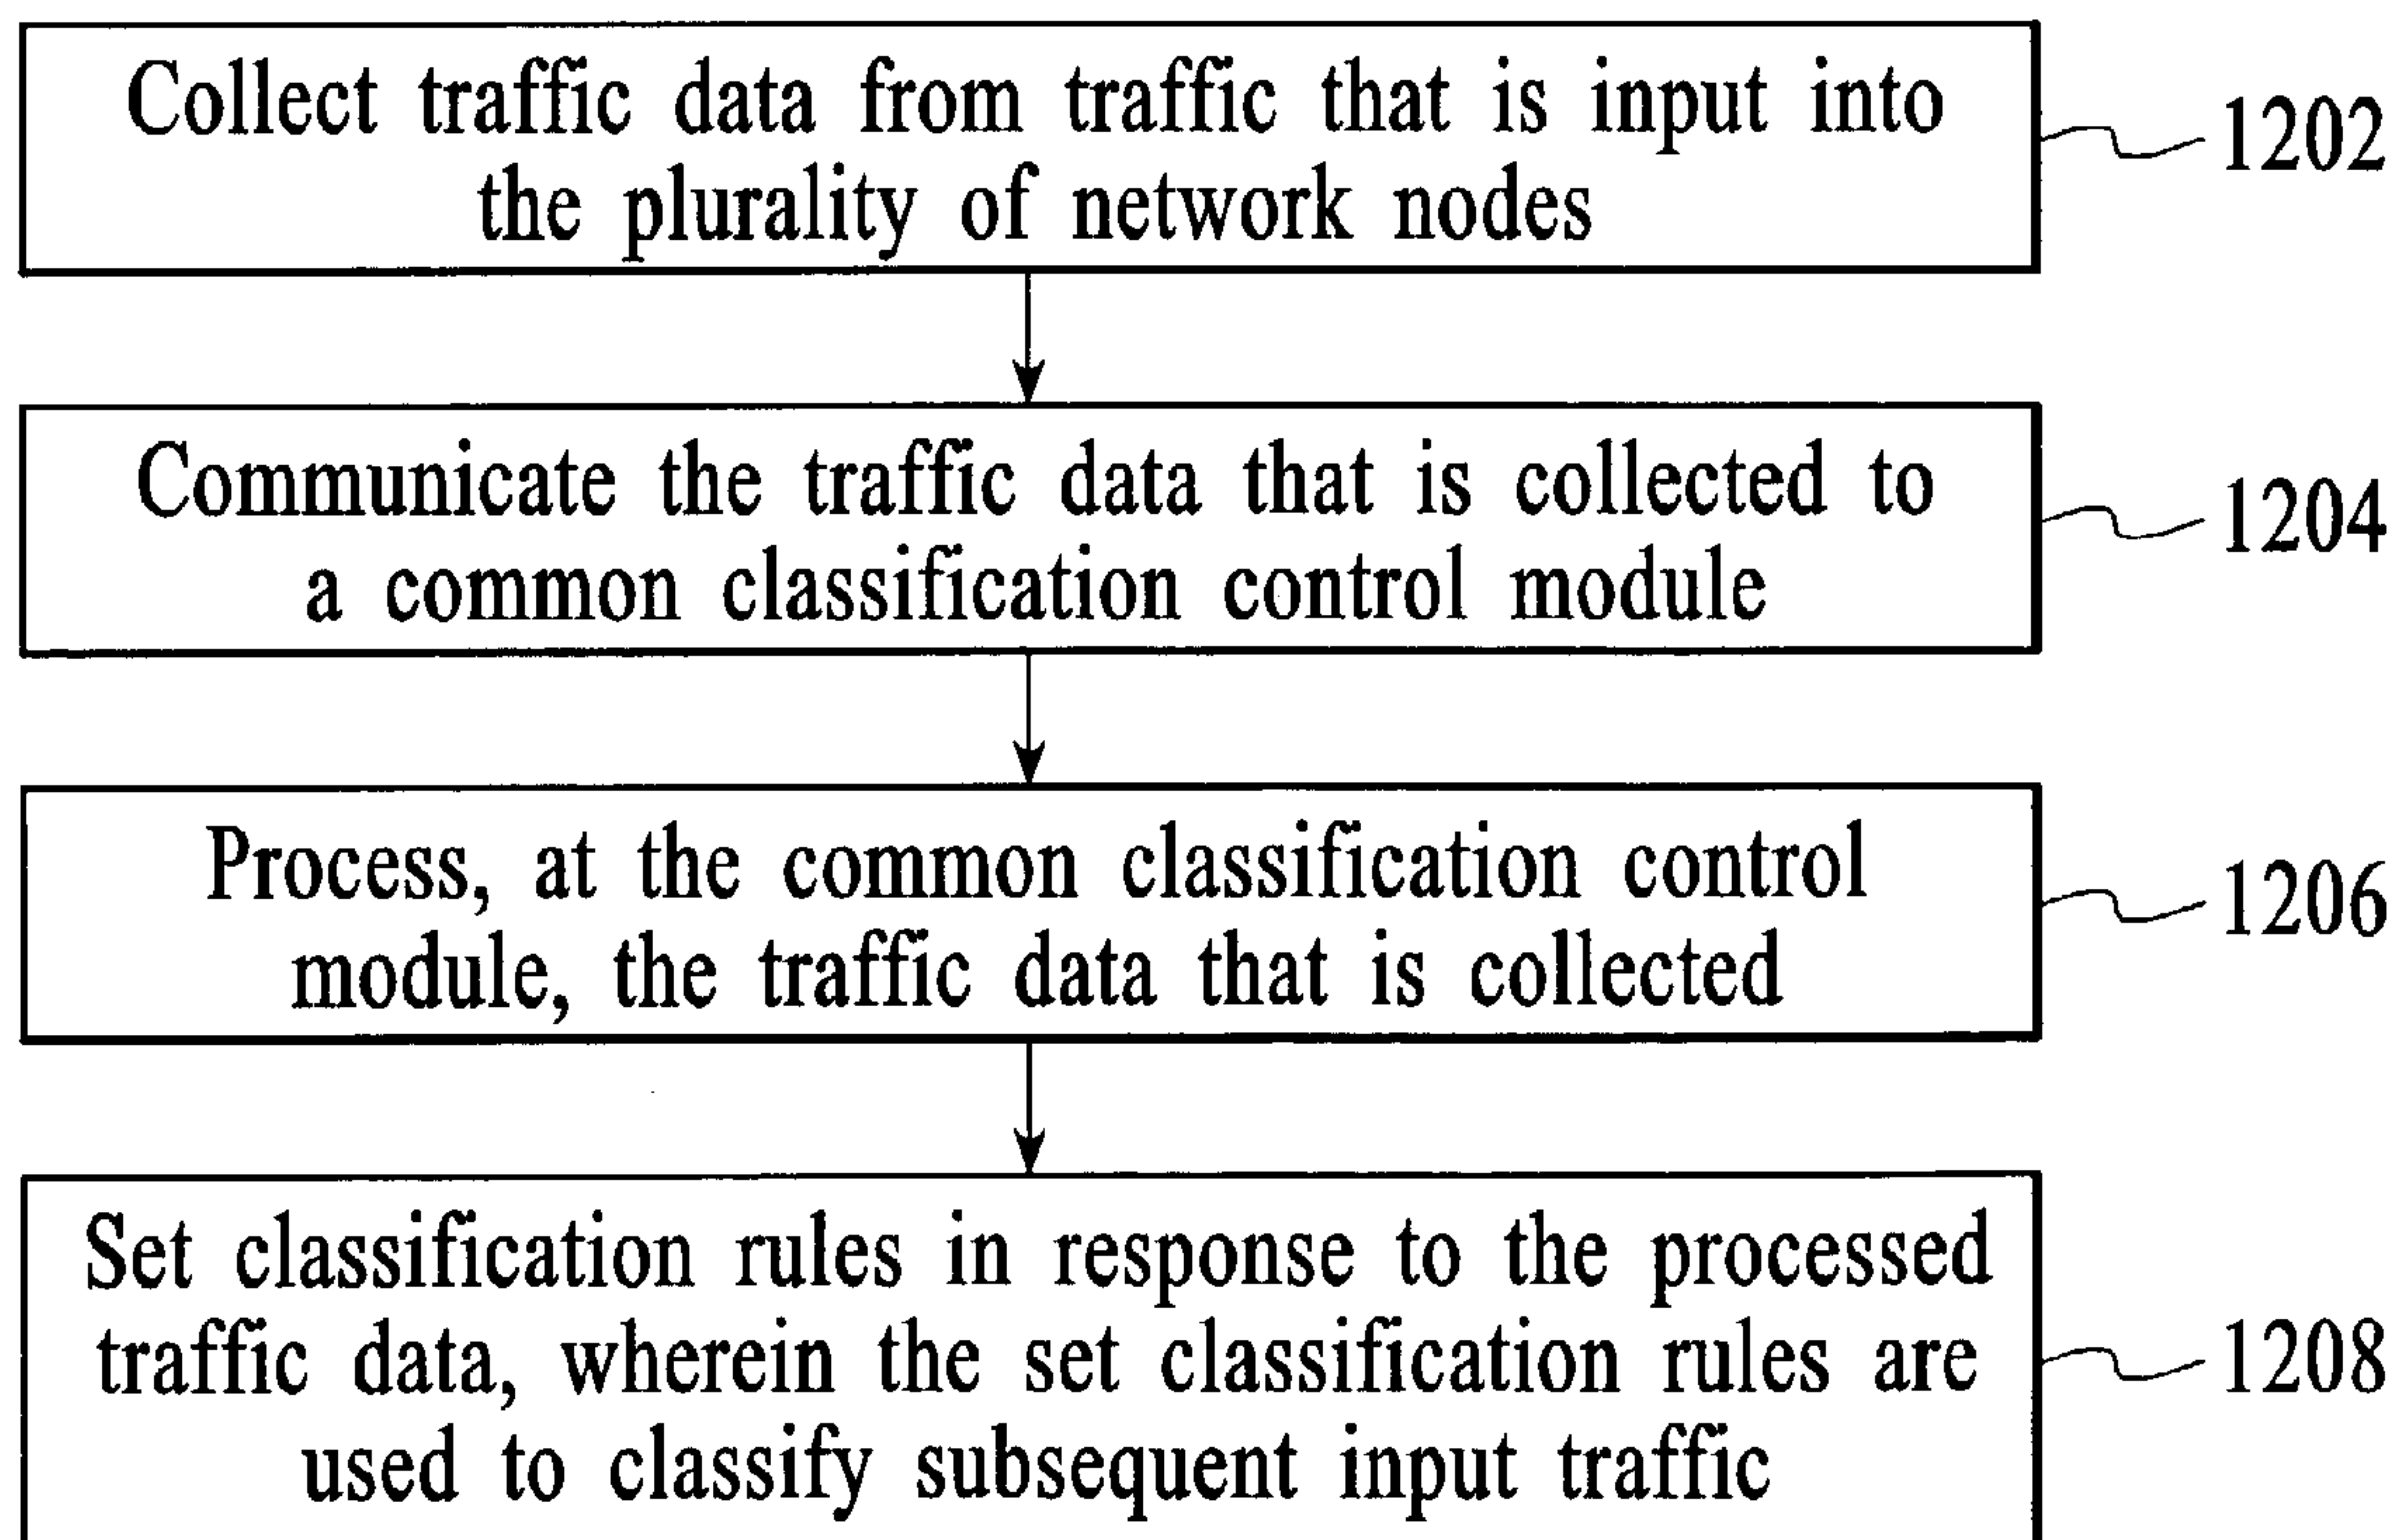 Collect traffic data from traffic that is input into
the plurality of network nodes
1202
Communicate the traffic data that is collected to
a common classification control module
1204
Process, at the common classification control
module, the traffic data that is collected
1206
Set classification rules in response to the processed
traffic data, wherein the set classification rules are
used to classify subsequent input traffic
1208